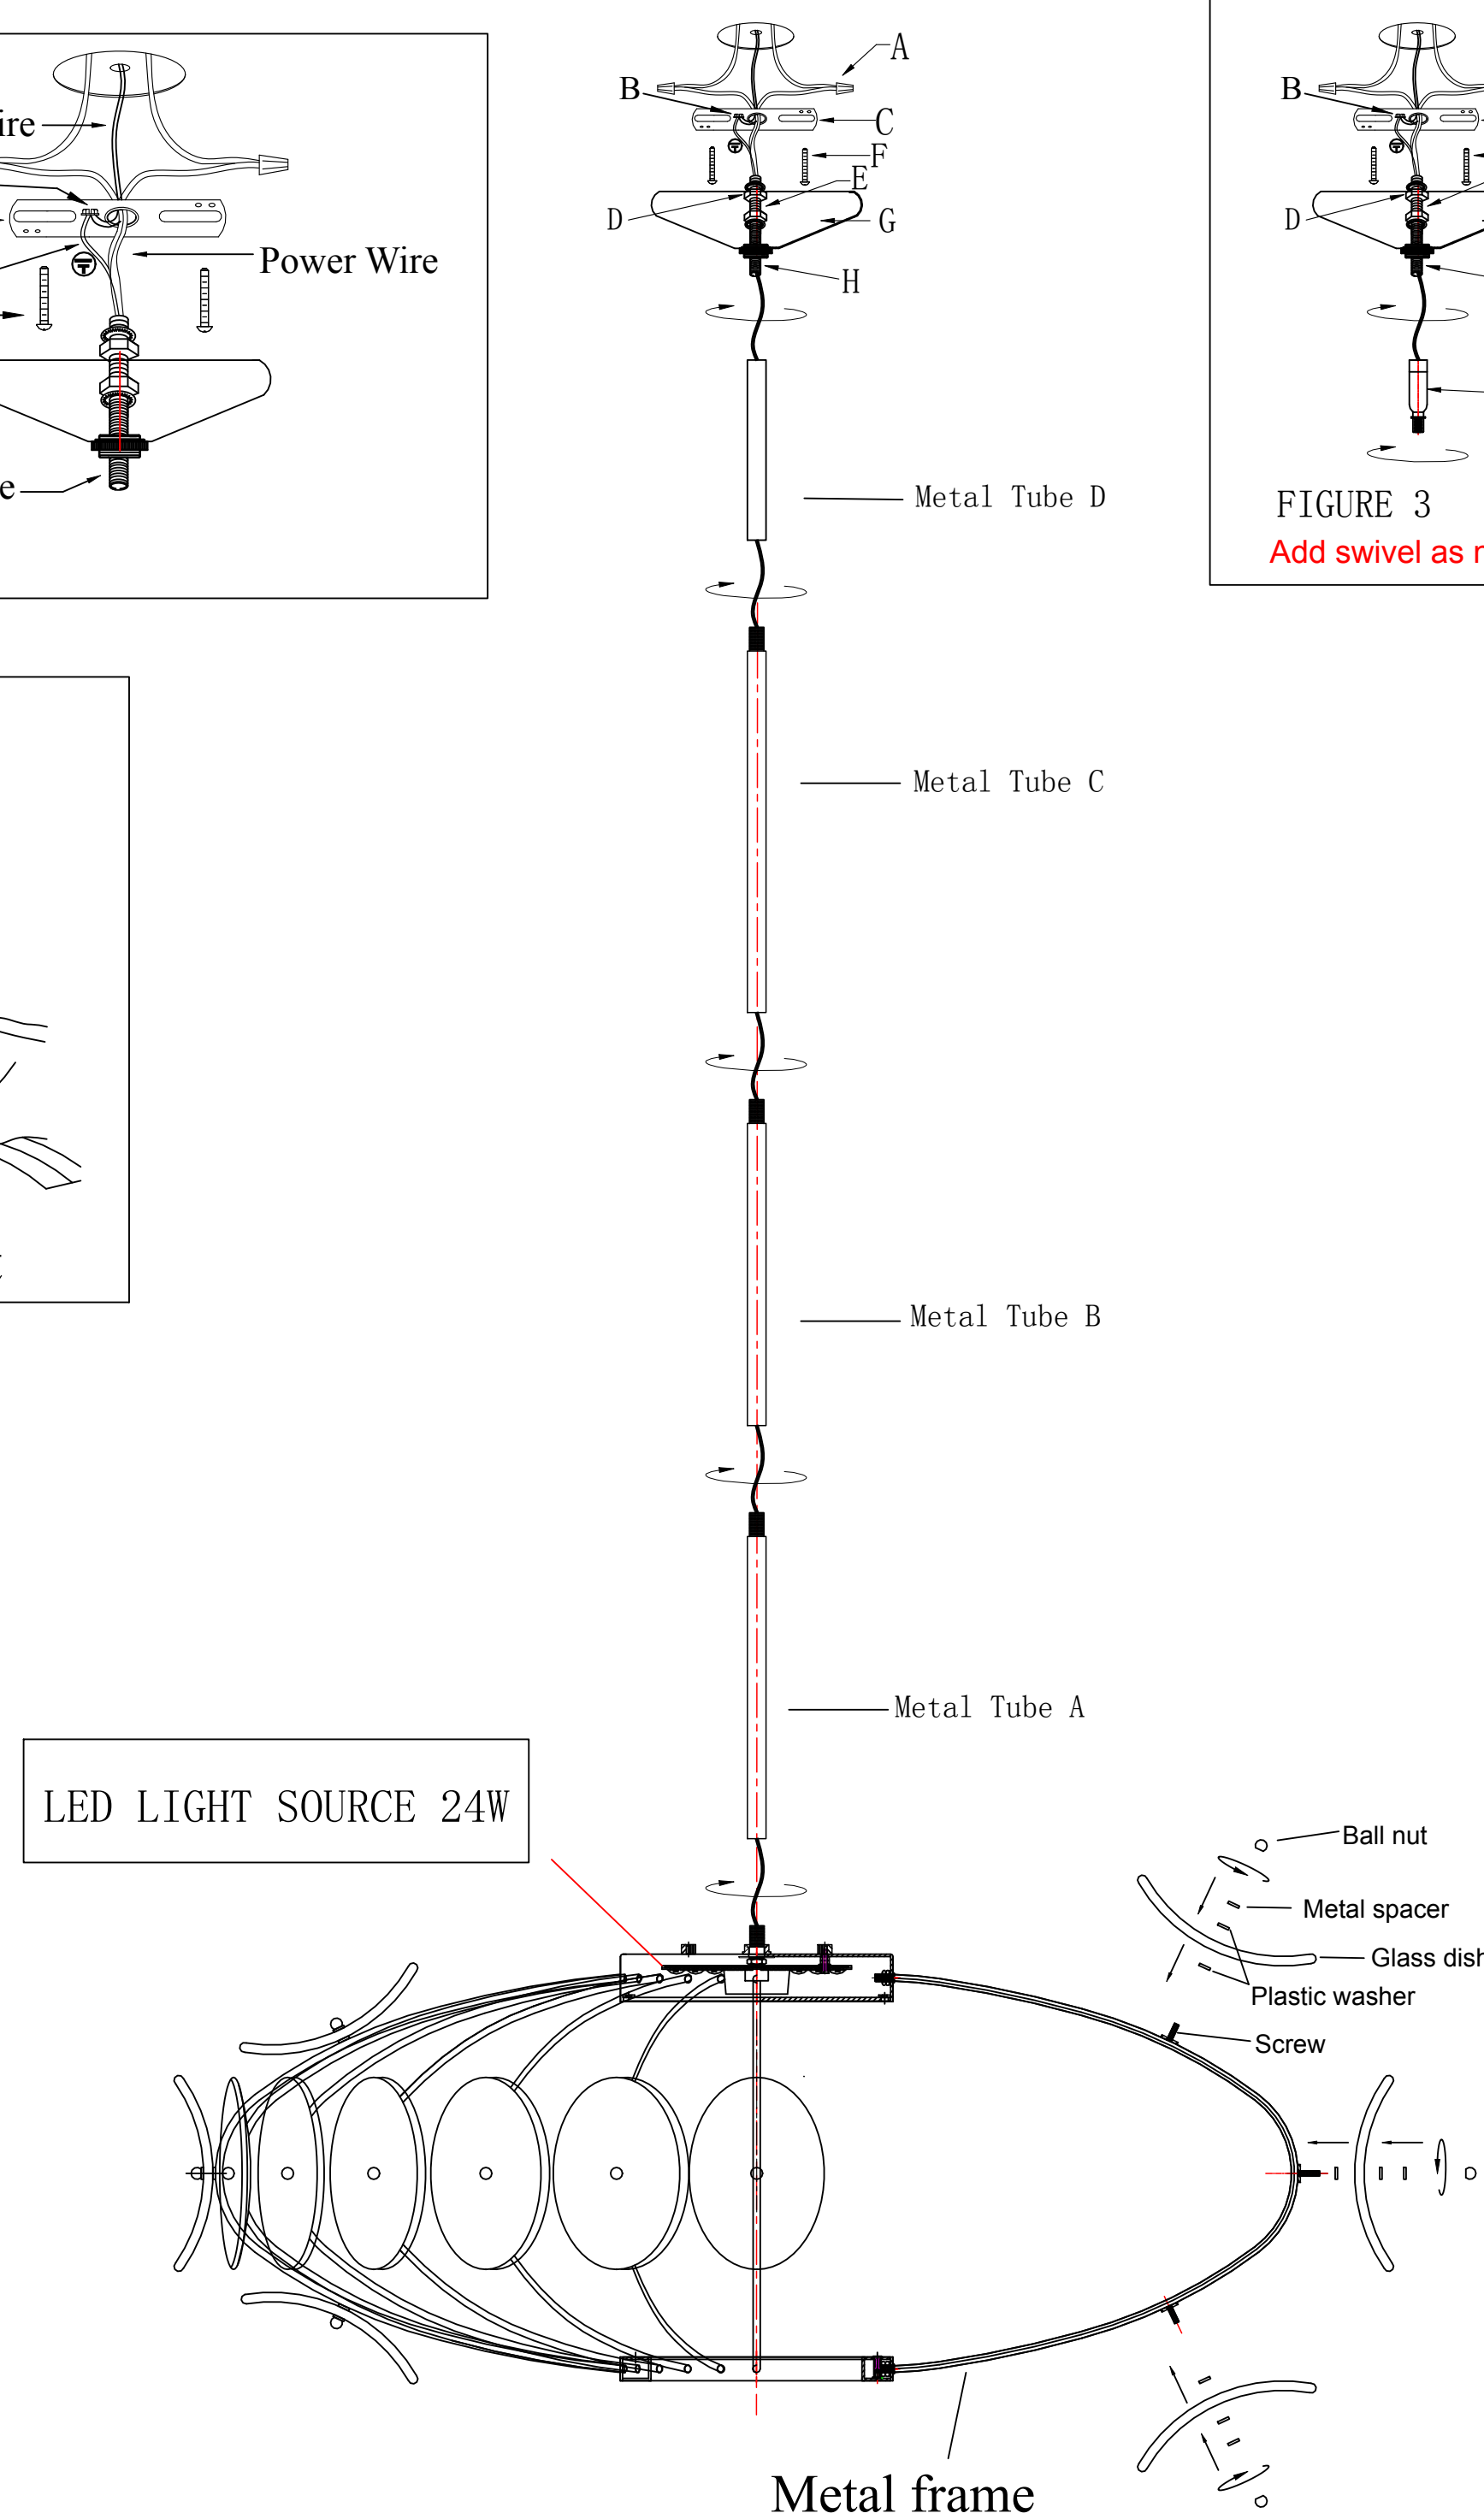 Power Wire
A
B
C
F
E
D
G
H
B
D
FIGURE 3
Add swivel as
Metal Tube D
Metal Tube C
Metal Tube B
Metal Tube A
LED LIGHT SOURCE 24W
Ball nut
Metal spacer
Glass dish
Plastic washer
Screw
Metal frame